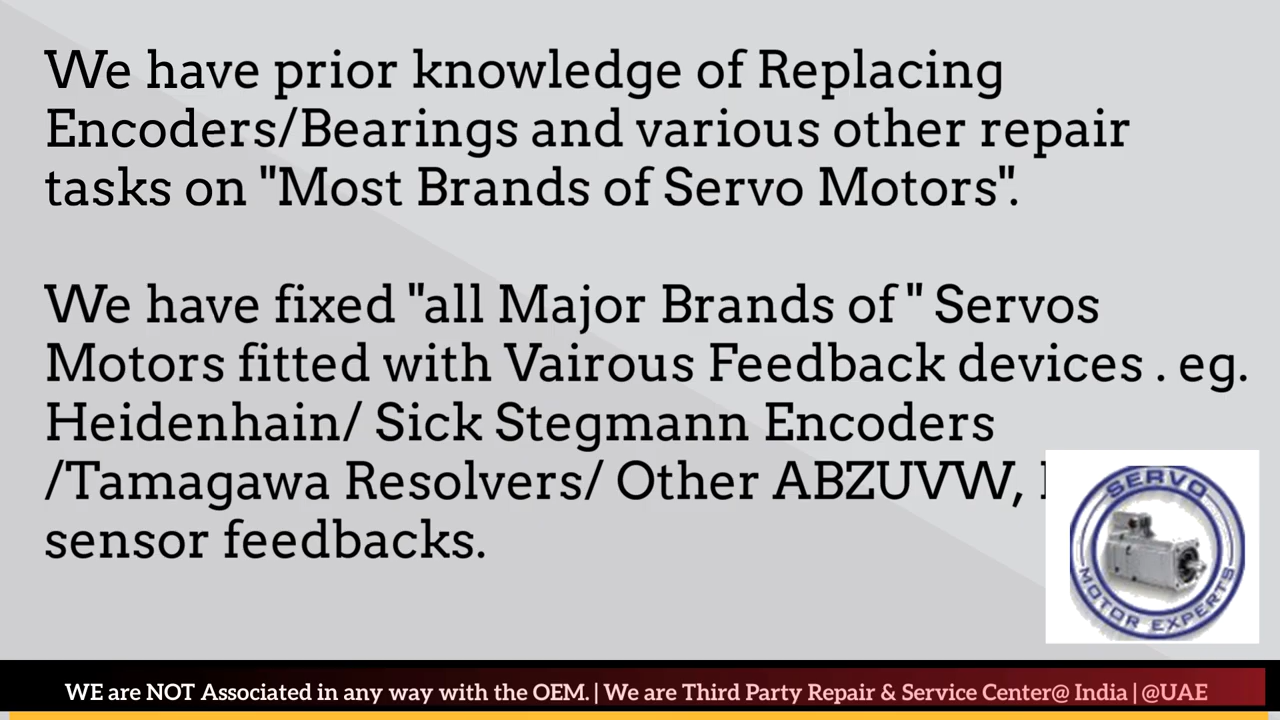 We have prior knowledge of Replacing
Encoders/Bearings and various other repair
tasks on "Most Brands of Servo Motors".
We have fixed "all Major Brands of " Servos
Motors fitted with Vairous Feedback devices . eg.
Heidenhain/ Sick Stegmann Encoders
/Tamagawa Resolvers/ Other ABZUVW,
sensor feedbacks.
SERVO
MOTOR EXPERTS
WE are NOT Associated in any way with the OEM. | We are Third Party Repair & Service Center@ India | @UAE